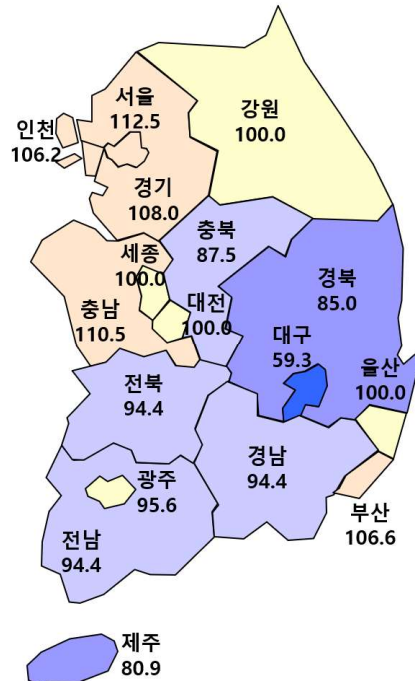 서울
112.5
강원
100.0
인천
106.2
경기
108.0
충북
87.5
세종
100.0
경북
85.0
충남
110.5
대전
100.0
대구
59.3
울산
100.0
전북
94.4
경남
94.4
광주
95.6
부산
106.6
전남
94.4
제주
80.9